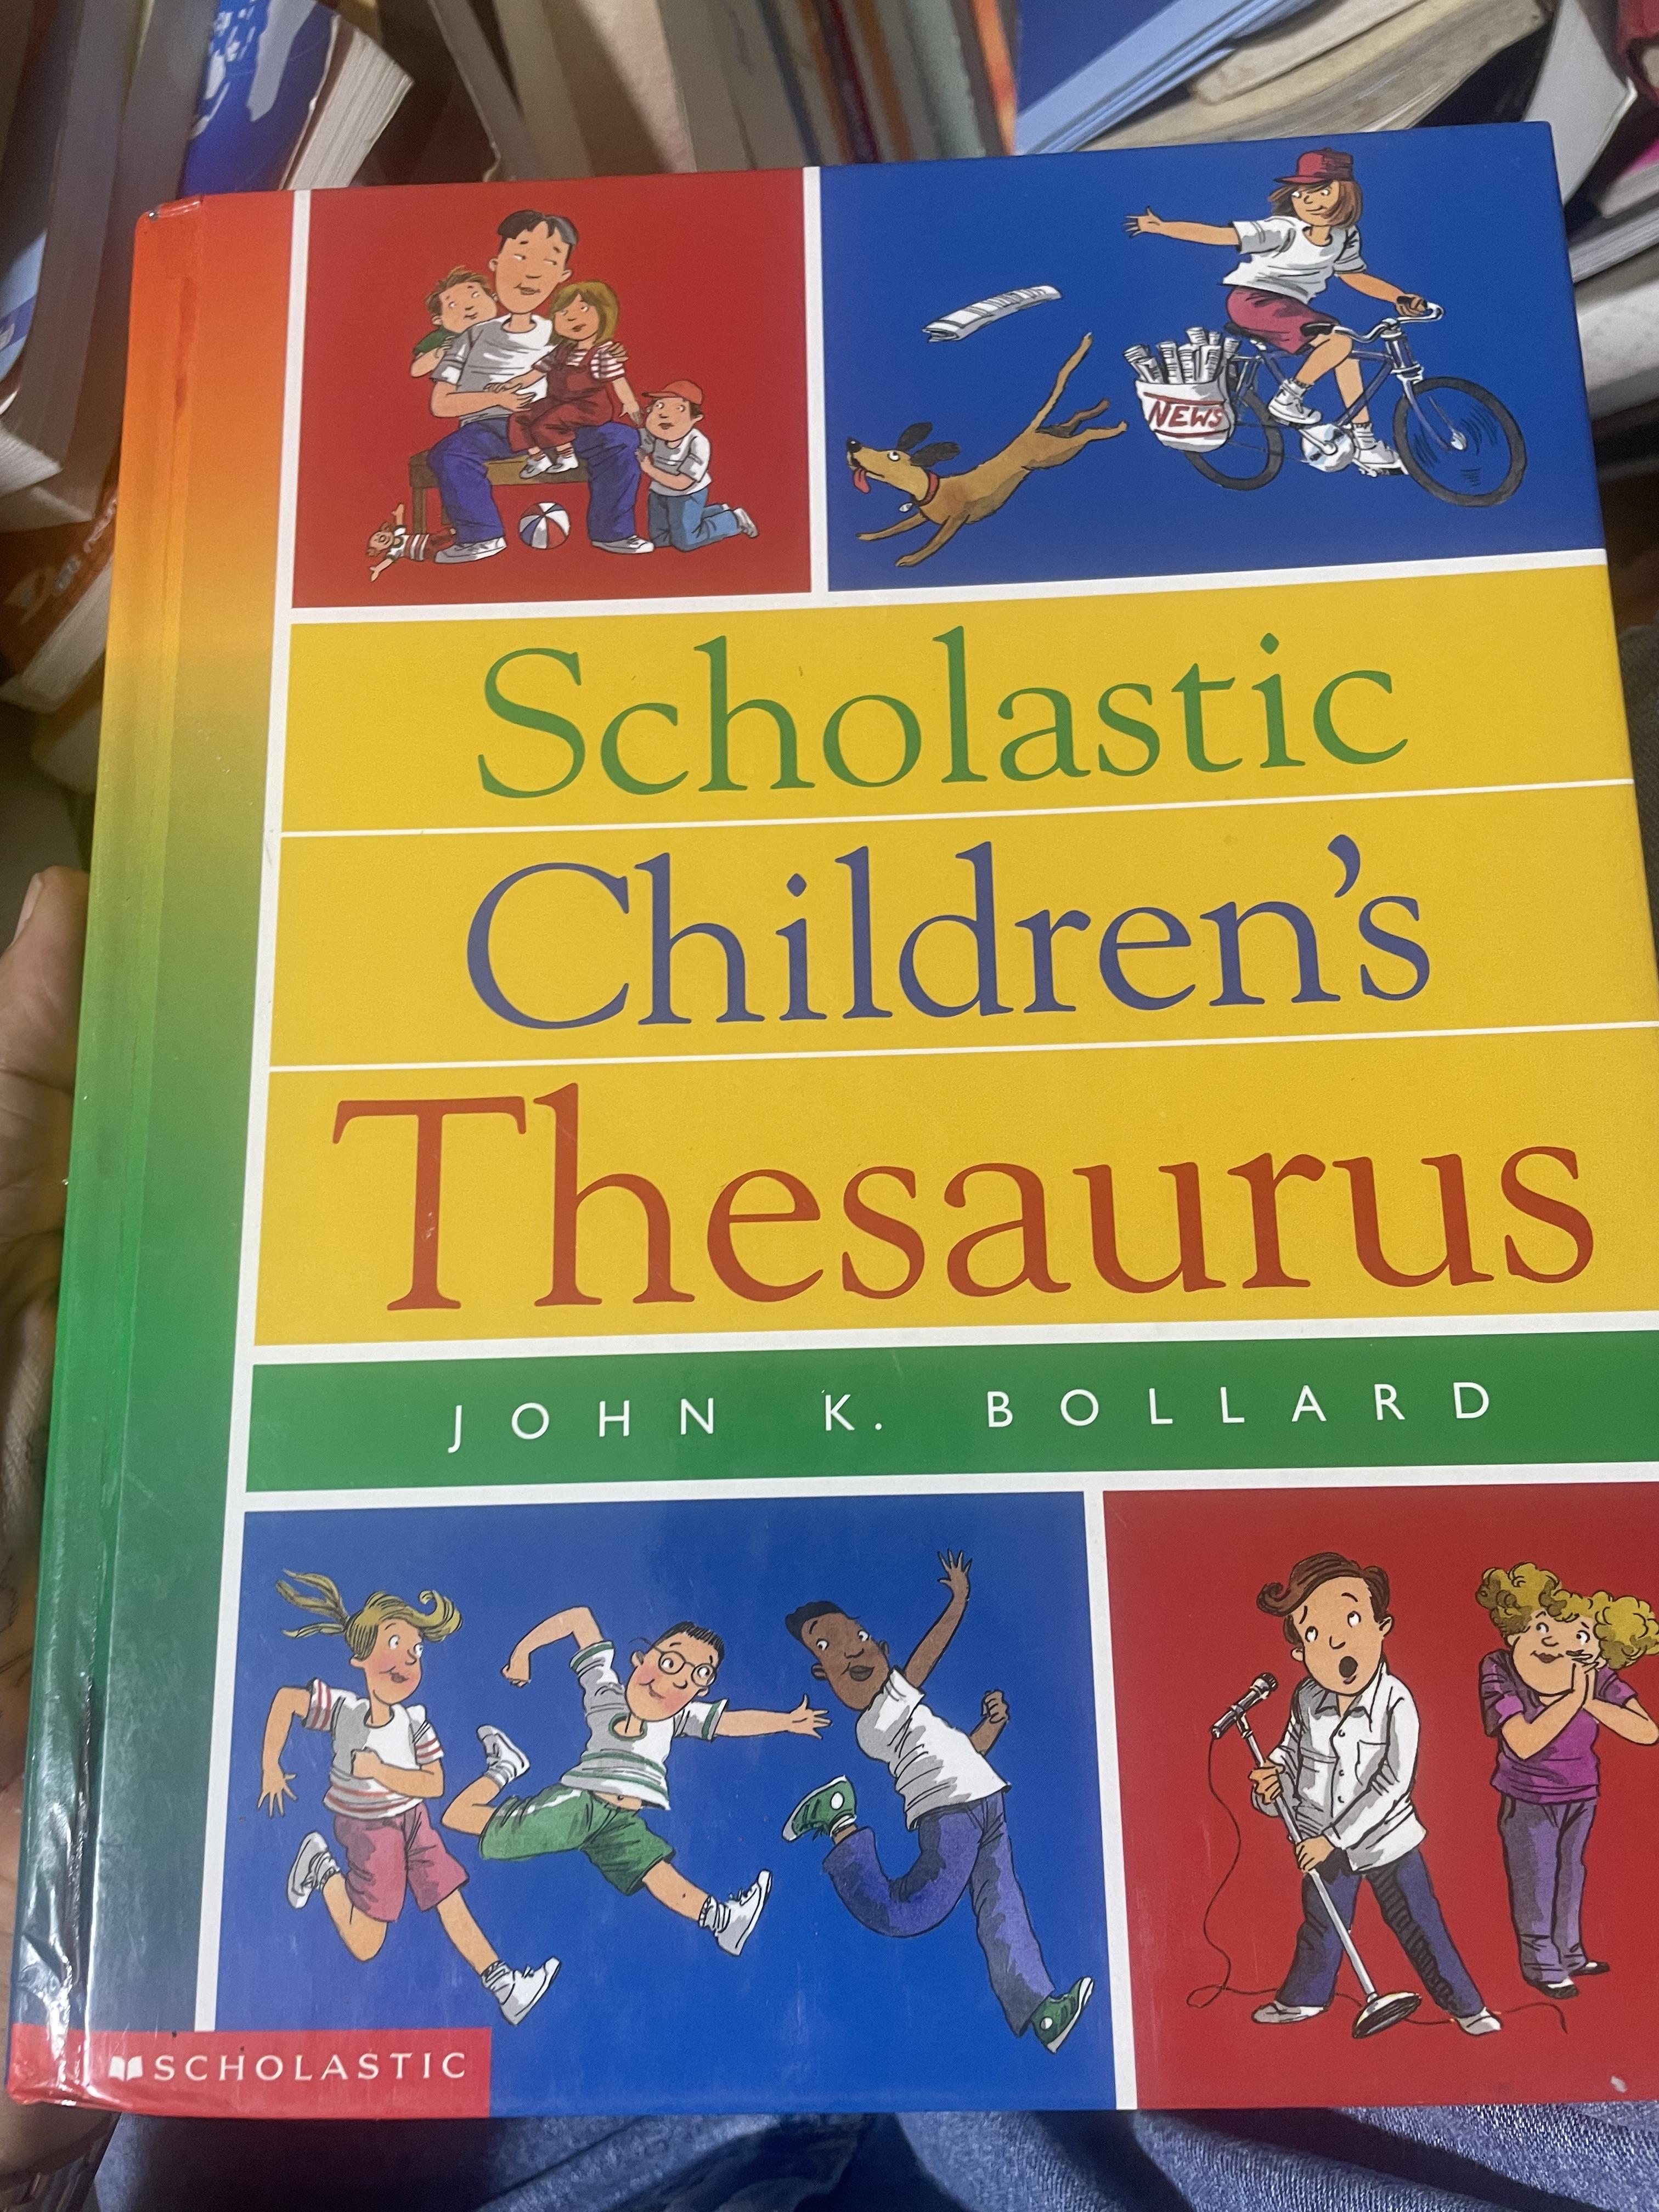 NEWS
Scholastic
Children's
Thesaurus
JOHN K. BOLLARD
SCHOLASTIC